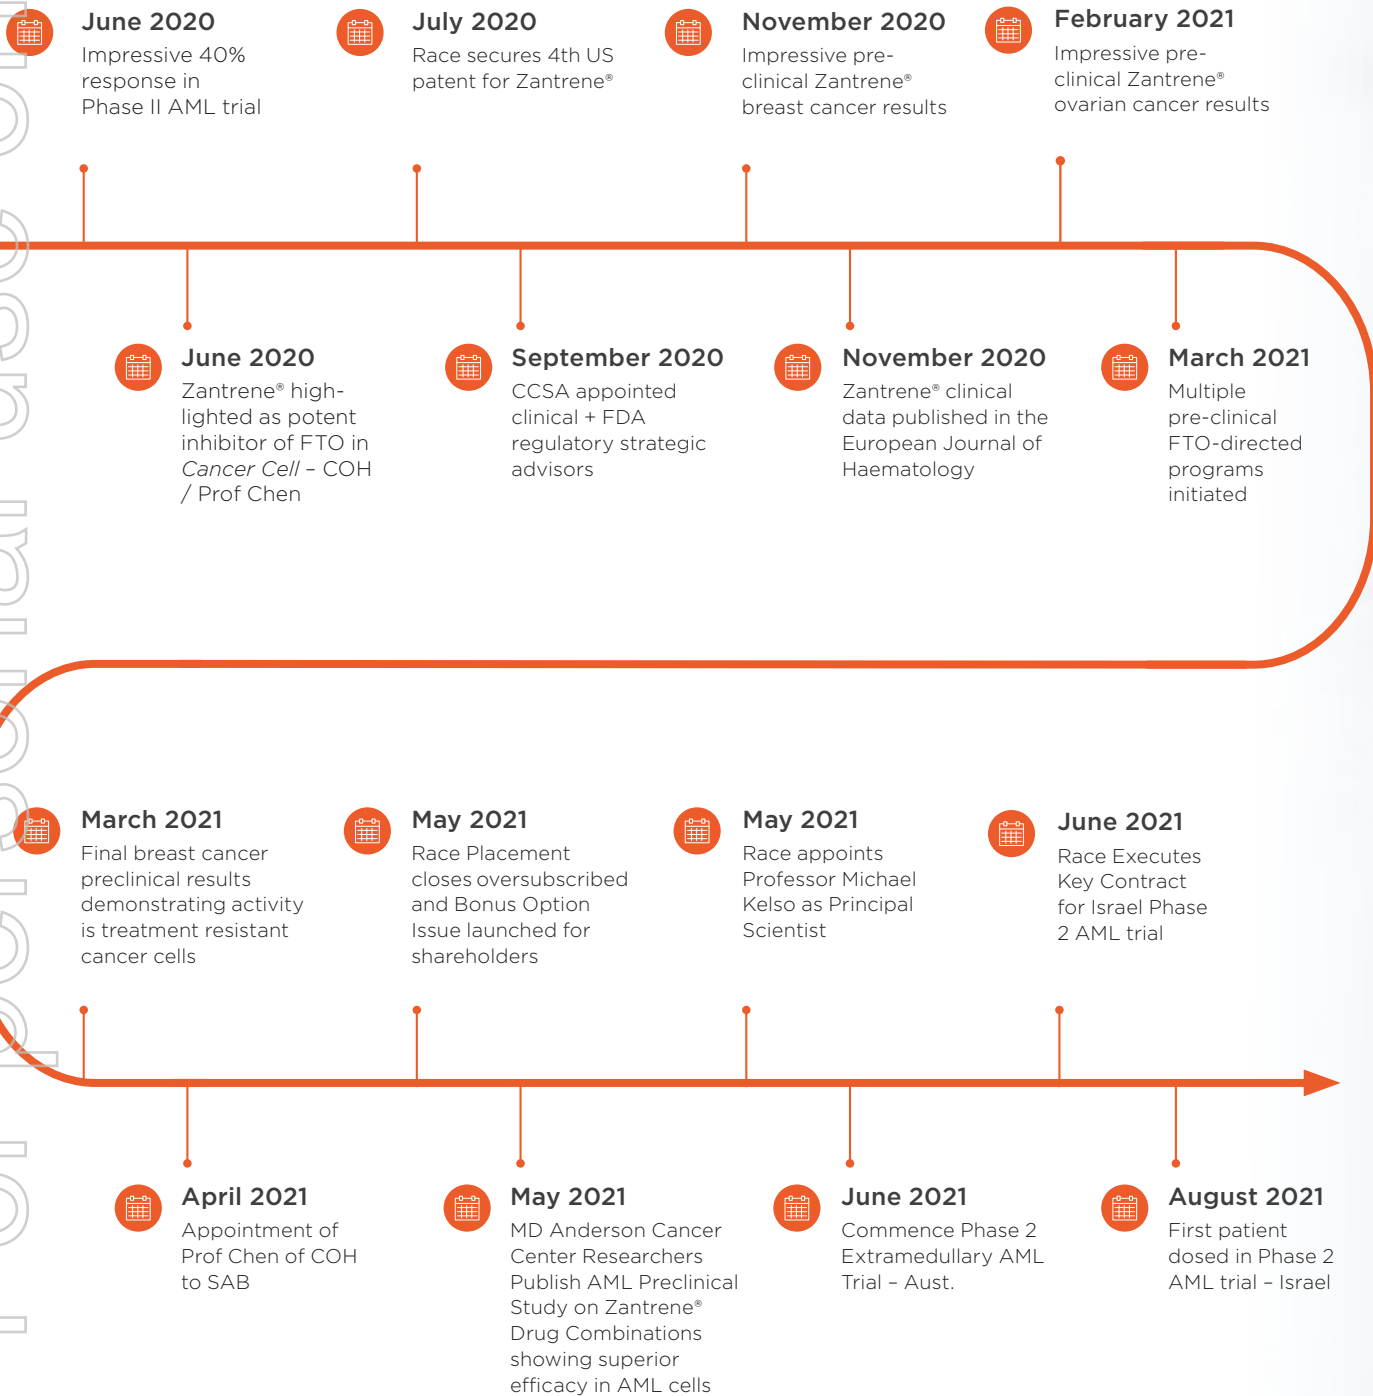 June 2020
Impressive 40%
response in
Phase II AML trial
July 2020
Race secures 4th US
patent for Zantrene®
November 2020
Impressive pre-
clinical Zantrene®
breast cancer results
February 2021
Impressive pre-
clinical Zantrene®
ovarian cancer results
June 2020
Zantrene® high-
lighted as potent
inhibitor of FTO in
Cancer Cell – COH
/ Prof Chen
September 2020
CCSA appointed
clinical + FDA
regulatory strategic
advisors
November 2020
Zantrene® clinical
data published in the
European Journal of
Haematology
March 2021
Multiple
pre-clinical
FTO-directed
programs
initiated
March 2021
Final breast cancer
preclinical results
demonstrating activity
is treatment resistant
cancer cells
May 2021
Race Placement
closes oversubscribed
and Bonus Option
Issue launched for
shareholders
May 2021
Race appoints
Professor Michael
Kelso as Principal
Scientist
June 2021
Race Executes
Key Contract
for Israel Phase
2 AML trial
April 2021
Appointment of
Prof Chen of COH
to SAB
May 2021
MD Anderson Cancer
Center Researchers
Publish AML Preclinical
Study on Zantrene®
Drug Combinations
showing superior
efficacy in AML cells
June 2021
Commence Phase 2
Extramedullary AML
Trial – Aust.
August 2021
First patient
dosed in Phase 2
AML trial – Israel
For personal use only